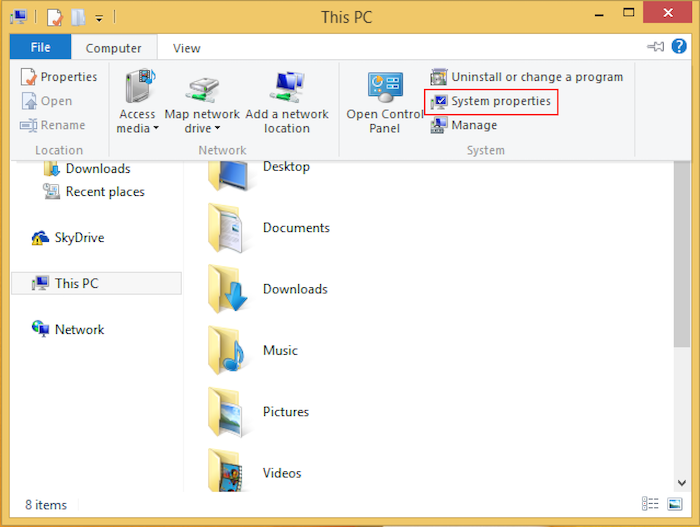 This PC
File
Computer
View
Properties
Open
Rename
Location
Access media
Map network drive
Add a network location
Network
Open Control Panel
Uninstall or change a program
System properties
Manage
System
Downloads
Recent places
SkyDrive
This PC
Network
Desktop
Documents
Downloads
Music
Pictures
Videos
8 items